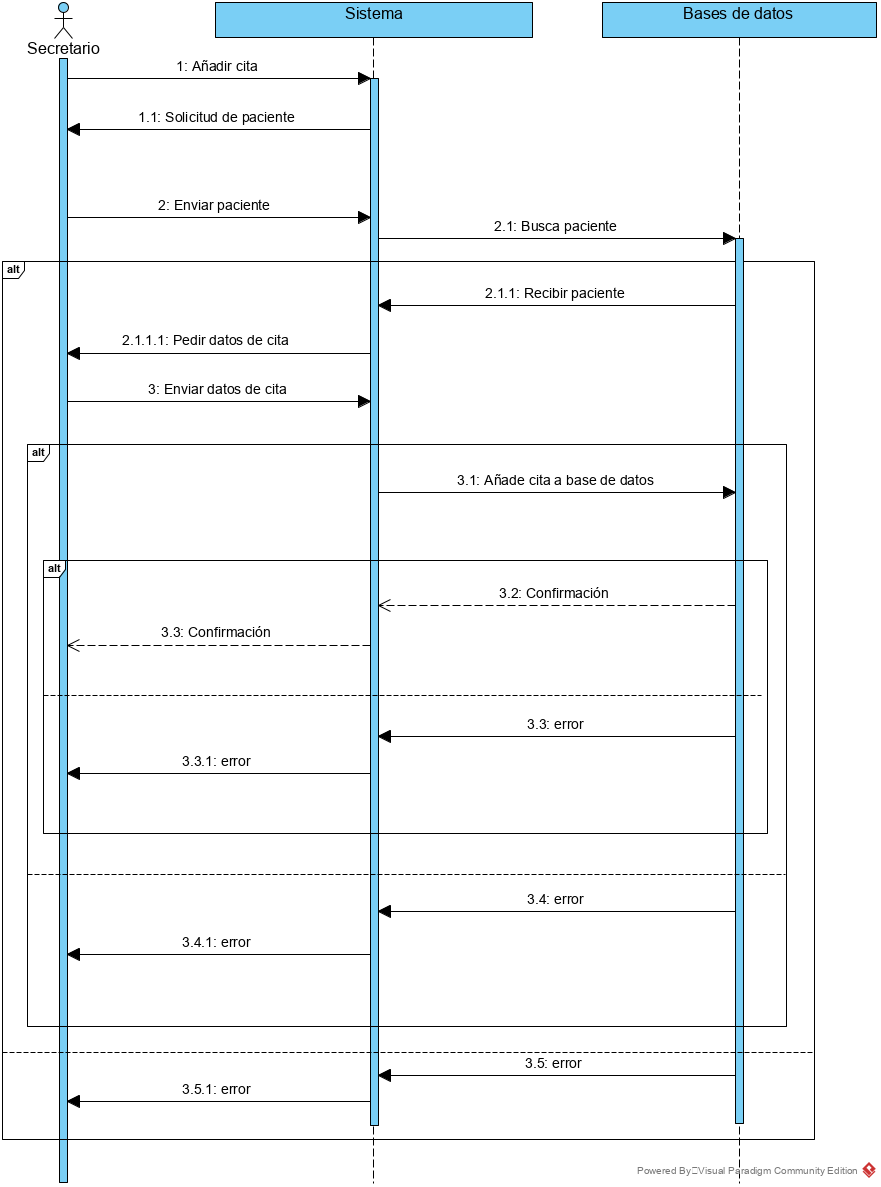 Sistema
Bases de datos
Secretario
1: Añadir cita
1.1: Solicitud de paciente
2: Enviar paciente
2.1: Busca paciente
alt
2.1.1: Recibir paciente
2.1.1.1: Pedir datos de cita
3: Enviar datos de cita
alt
3.1: Añade cita a base de datos
alt
3.2: Confirmación
3.3: Confirmación
3.3: error
3.3.1: error
3.4: error
3.4.1: error
3.5: error
3.5.1: error
Powered By Visual Paradigm Community Edition